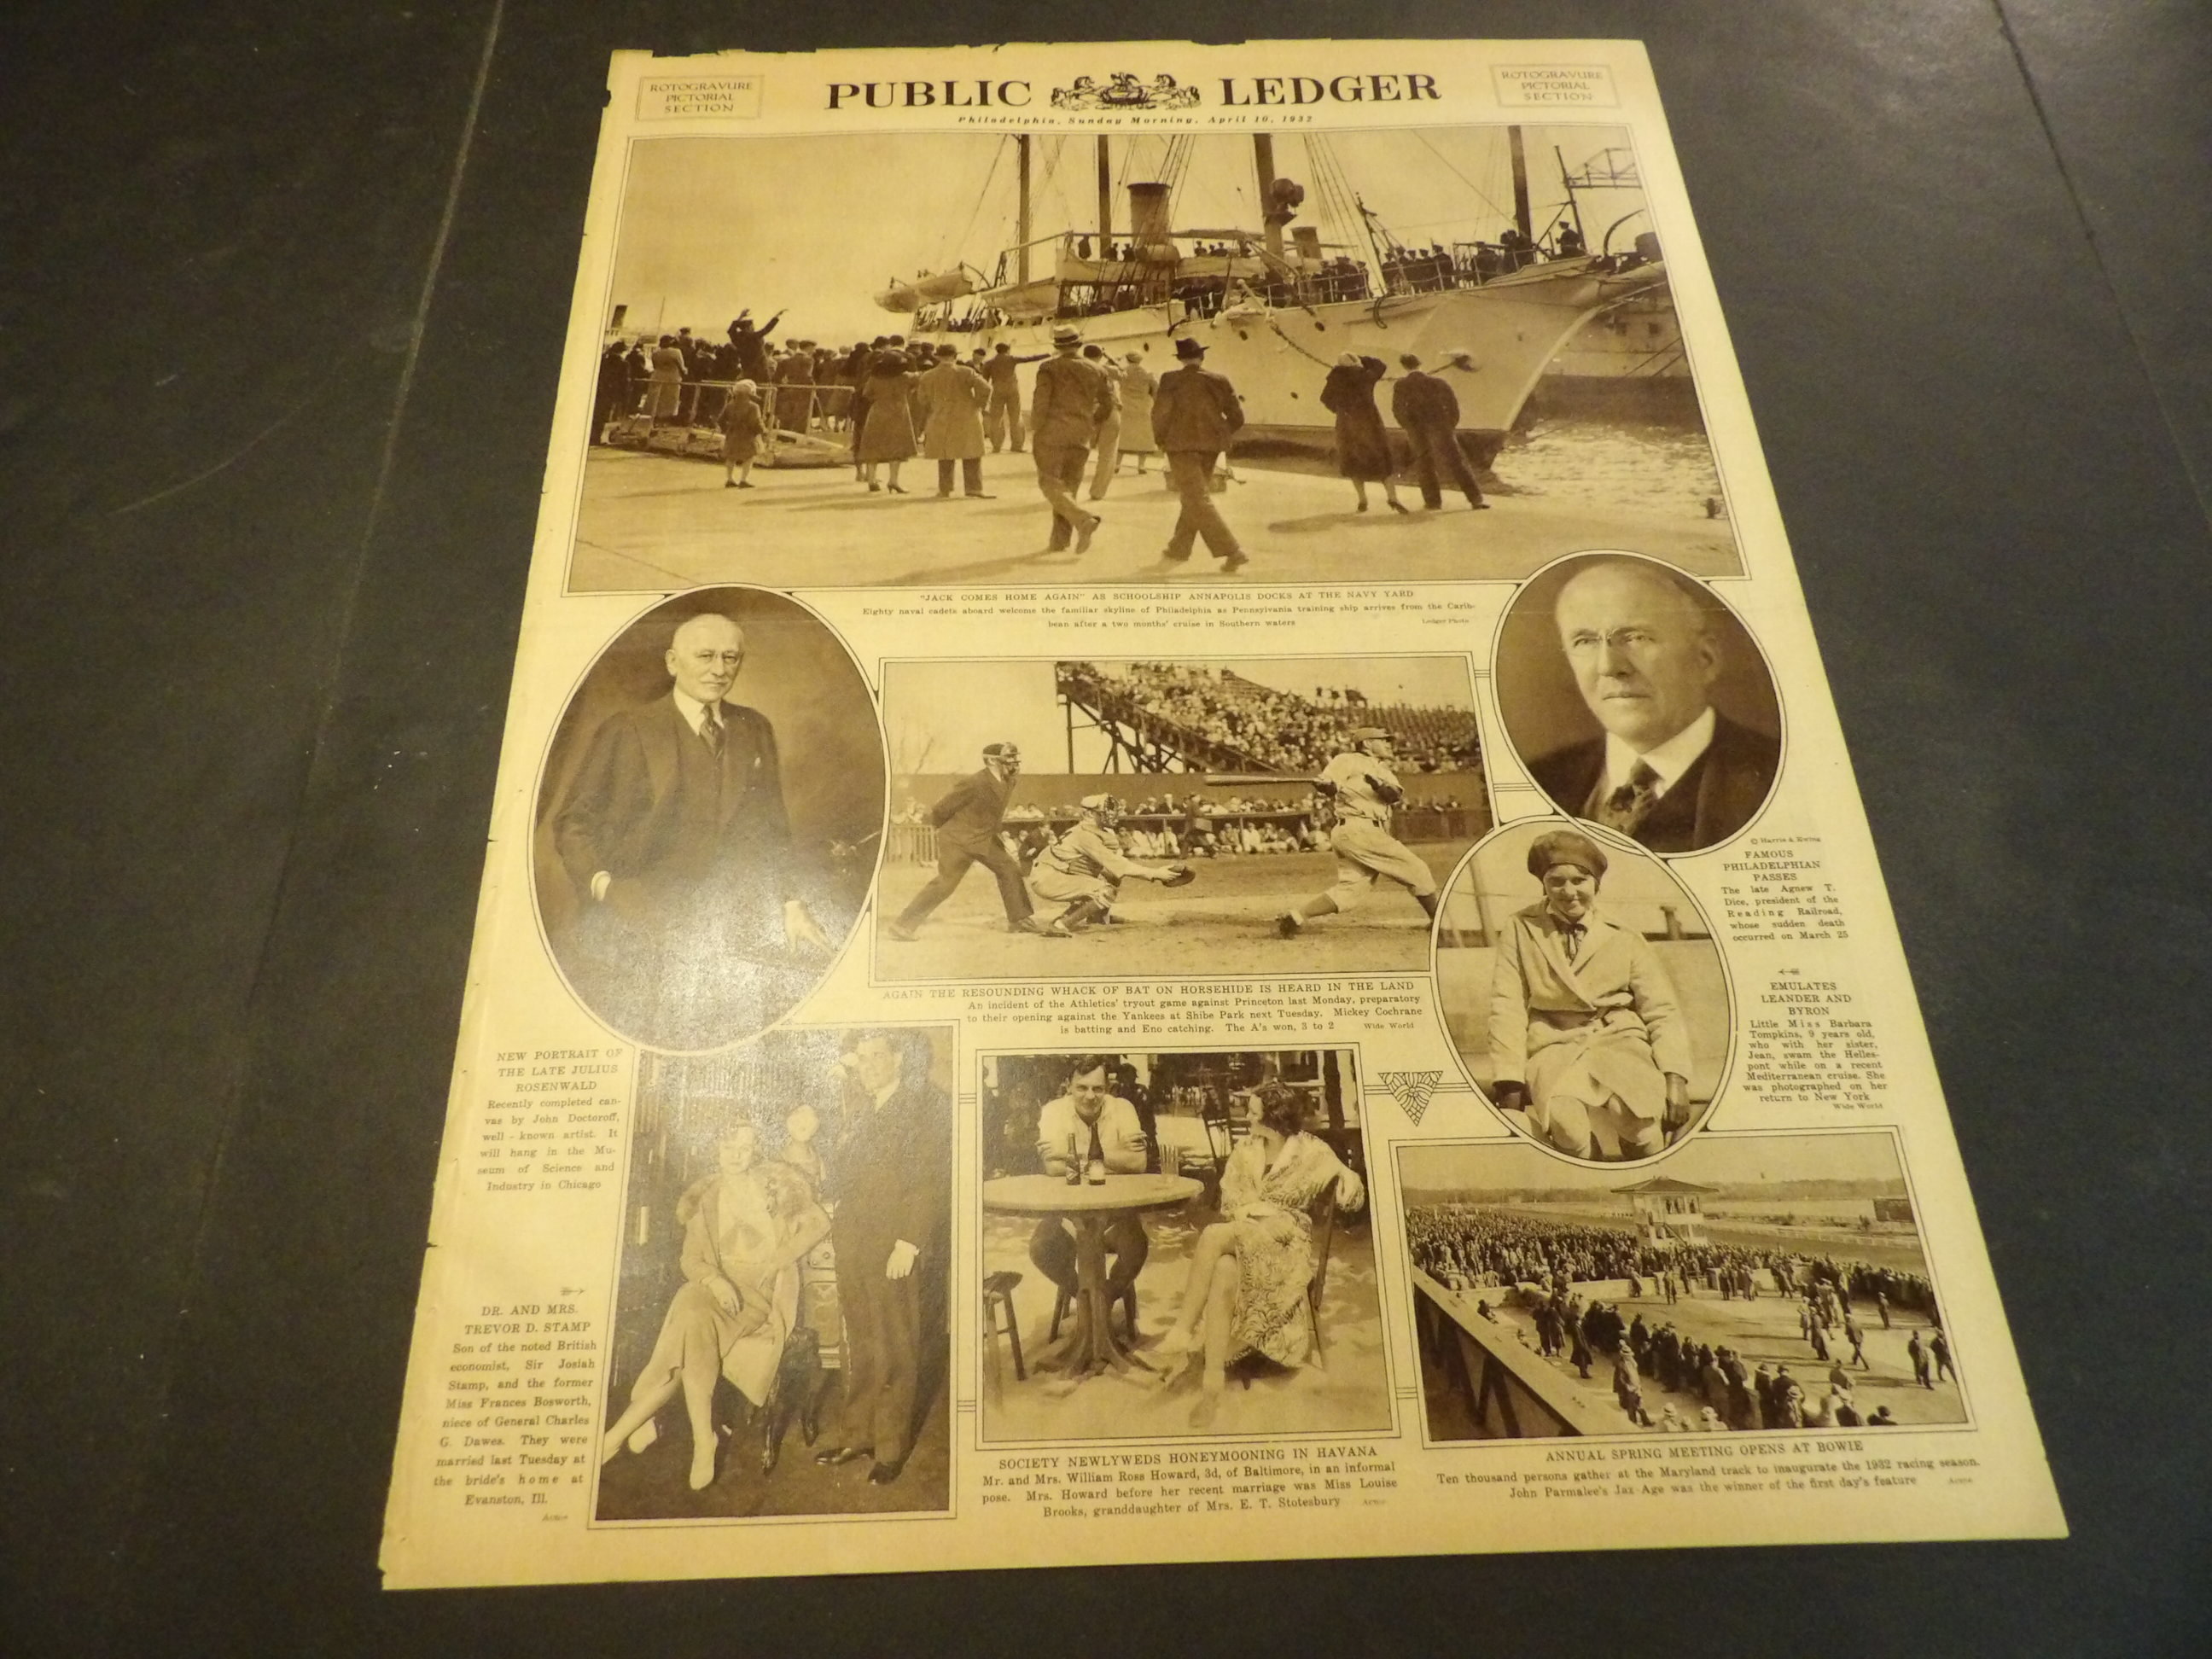 ROTOGRAVURE
PICTORIAL
SECTION
PUBLIC LEDGER
ROTOGRAVURE
PICTORIAL
SECTION
Philadelphia, Sunday Morning, April 10, 1932
"JACK COMES HOME AGAIN" AS SCHOOLSHIP ANNAPOLIS DOCKS AT THE NAVY YARD
Eighty naval cadets aboard welcome the familiar skyline of Philadelphia as Pennsylvania training ship arrives from the Carib-
bean after a two months' cruise in Southern waters
Ledger Photo
© Harris & Ewing
FAMOUS
PHILADELPHIAN
PASSES
The late Agnew T.
Dice, president of the
Reading Railroad,
whose sudden death
occurred on March 25
AGAIN THE RESOUNDING WHACK OF BAT ON HORSEHIDE IS HEARD IN THE LAND
An incident of the Athletics' tryout game against Princeton last Monday, preparatory
to their opening against the Yankees at Shibe Park next Tuesday. Mickey Cochrane
is batting and Eno catching. The A's won, 3 to 2
Wide World
EMULATES
LEANDER AND
BYRON
Little Miss Barbara
Tompkins, 9 years old,
who with her sister,
Jean, swam the Helles-
pont while on a recent
Mediterranean cruise. She
was photographed on her
return to New York
Wide World
NEW PORTRAIT OF
THE LATE JULIUS
ROSENWALD
Recently completed can-
vas by John Doctoroff,
well-known artist. It
will hang in the Mu-
seum of Science and
Industry in Chicago
DR. AND MRS.
TREVOR D. STAMP
Son of the noted British
economist, Sir Josiah
Stamp, and the former
Miss Frances Bosworth,
niece of General Charles
G. Dawes. They were
married last Tuesday at
the bride's home at
Evanston, Ill.
Acme
SOCIETY NEWLYWEDS HONEYMOONING IN HAVANA
Mr. and Mrs. William Ross Howard, 3d, of Baltimore, in an informal
pose. Mrs. Howard before her recent marriage was Miss Louise
Brooks, granddaughter of Mrs. E. T. Stotesbury
Acme
ANNUAL SPRING MEETING OPENS AT BOWIE
Ten thousand persons gather at the Maryland track to inaugurate the 1932 racing season.
John Parmalee's Jax-Age was the winner of the first day's feature
Acme